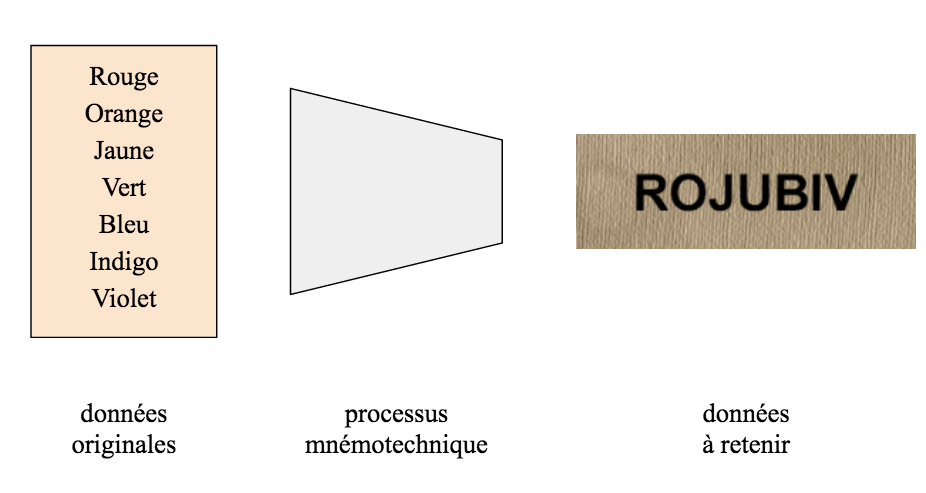 Rouge
Orange
Jaune
Vert
Bleu
Indigo
Violet
ROJUBIV
données
originales
processus
mnémotechnique
données
à retenir